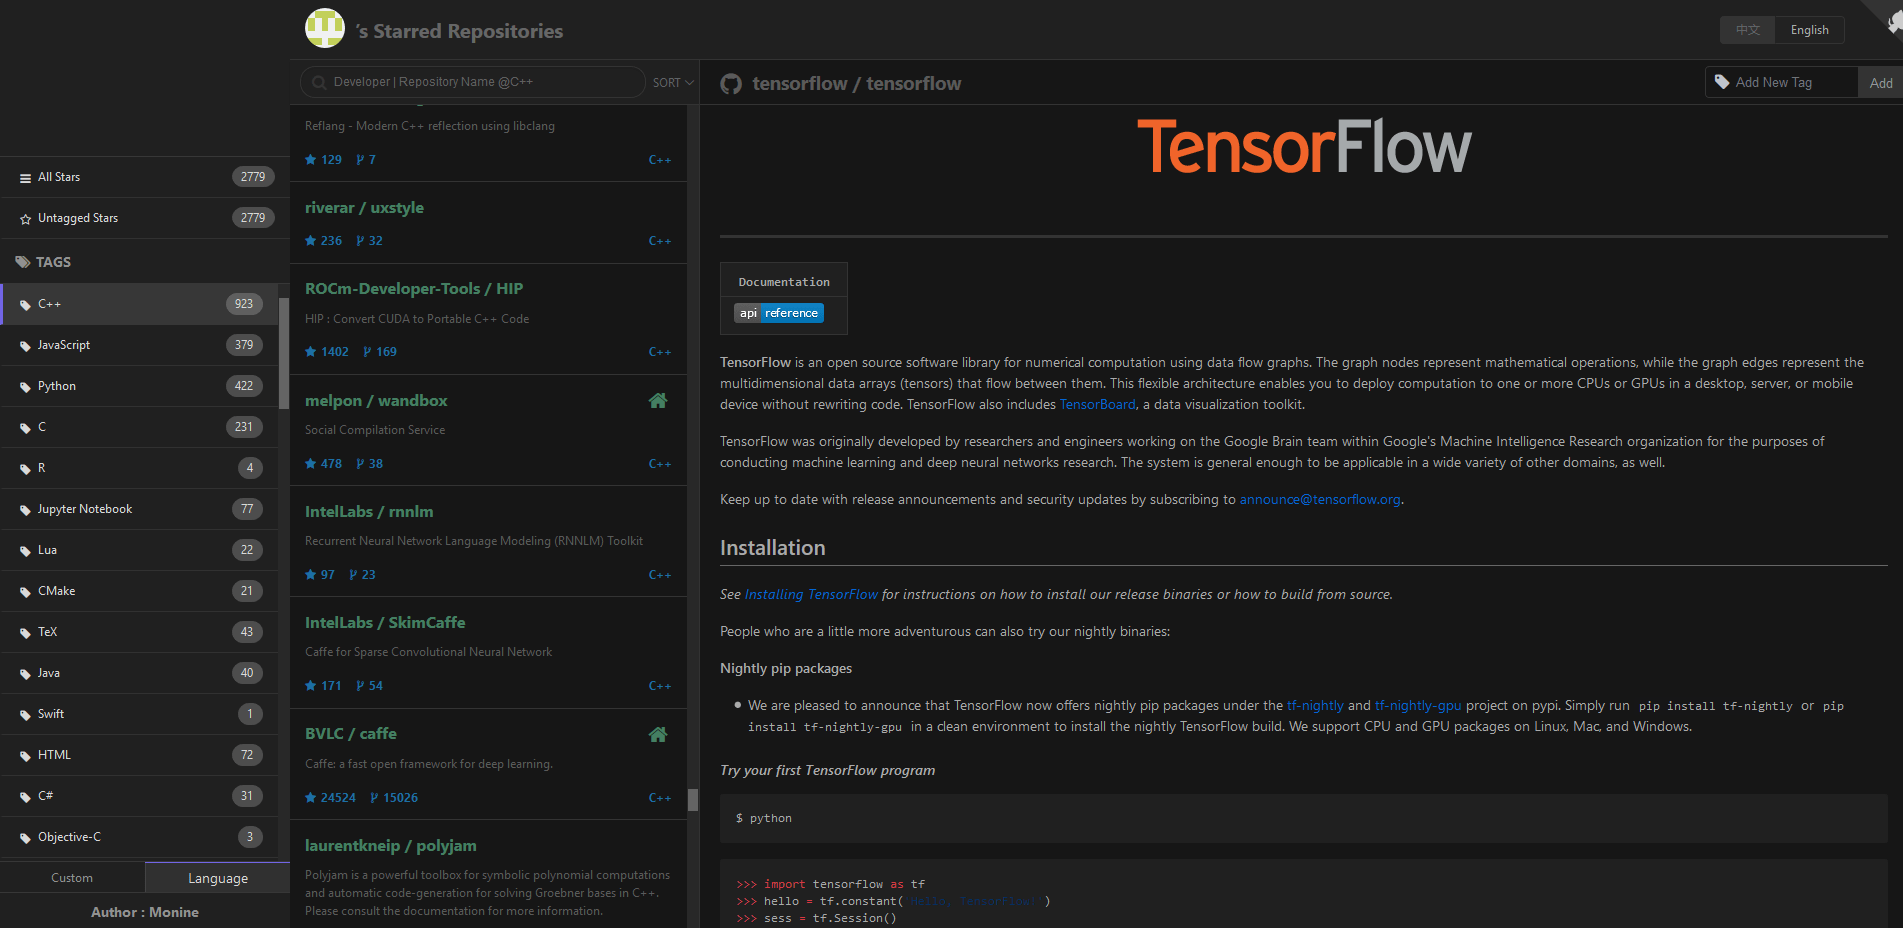 's Starred Repositories
中文
English
Developer | Repository Name @C++
SORT
tensorflow / tensorflow
Add New Tag
Add
All Stars
2779
Untagged Stars
2779
TAGS
C++
923
JavaScript
379
Python
422
C
231
R
4
Jupyter Notebook
77
Lua
22
CMake
21
TeX
43
Java
40
Swift
1
HTML
72
C#
31
Objective-C
3
Custom
Language
Author : Monine
Reflang - Modern C++ reflection using libclang
129
7
C++
riverar / uxstyle
236
32
C++
ROCm-Developer-Tools / HIP
HIP : Convert CUDA to Portable C++ Code
1402
169
C++
melpon / wandbox
Social Compilation Service
478
38
C++
IntelLabs / rnnlm
Recurrent Neural Network Language Modeling (RNNLM) Toolkit
97
23
C++
IntelLabs / SkimCaffe
Caffe for Sparse Convolutional Neural Network
171
54
C++
BVLC / caffe
Caffe: a fast open framework for deep learning.
24524
15026
C++
laurentkneip / polyjam
Polyjam is a powerful toolbox for symbolic polynomial computations
and automatic code-generation for solving Groebner bases in C++.
Please consult the documentation for more information.
TensorFlow
Documentation
api reference
TensorFlow is an open source software library for numerical computation using data flow graphs. The graph nodes represent mathematical operations, while the graph edges represent the
multidimensional data arrays (tensors) that flow between them. This flexible architecture enables you to deploy computation to one or more CPUs or GPUs in a desktop, server, or mobile
device without rewriting code. TensorFlow also includes TensorBoard, a data visualization toolkit.
TensorFlow was originally developed by researchers and engineers working on the Google Brain team within Google's Machine Intelligence Research organization for the purposes of
conducting machine learning and deep neural networks research. The system is general enough to be applicable in a wide variety of other domains, as well.
Keep up to date with release announcements and security updates by subscribing to announce@tensorflow.org.
Installation
See Installing TensorFlow for instructions on how to install our release binaries or how to build from source.
People who are a little more adventurous can also try our nightly binaries:
Nightly pip packages
• We are pleased to announce that TensorFlow now offers nightly pip packages under the tf-nightly and tf-nightly-gpu project on pypi. Simply run pip install tf-nightly or pip
install tf-nightly-gpu in a clean environment to install the nightly TensorFlow build. We support CPU and GPU packages on Linux, Mac, and Windows.
Try your first TensorFlow program
$ python
>>> import tensorflow as tf
>>> hello = tf.constant('Hello, TensorFlow!')
>>> sess = tf.Session()